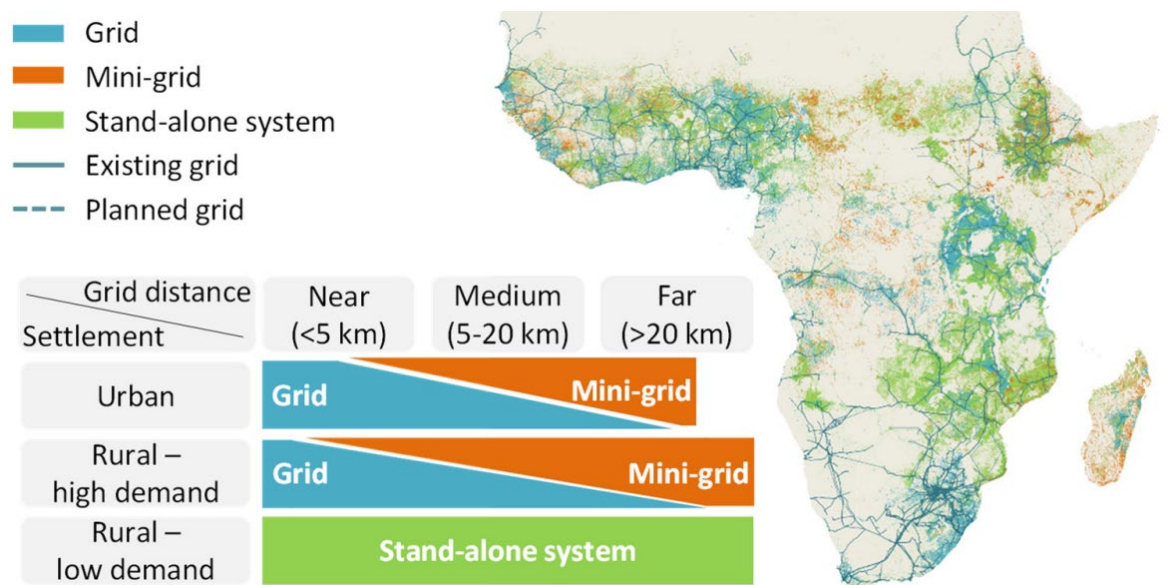 Grid
Mini-grid
Stand-alone system
Existing grid
Planned grid
Grid distance
Settlement
Near
(<5 km)
Medium
(5-20 km)
Far
(>20 km)
Urban
Grid
Mini-grid
Rural –
high demand
Grid
Mini-grid
Rural –
low demand
Stand-alone system